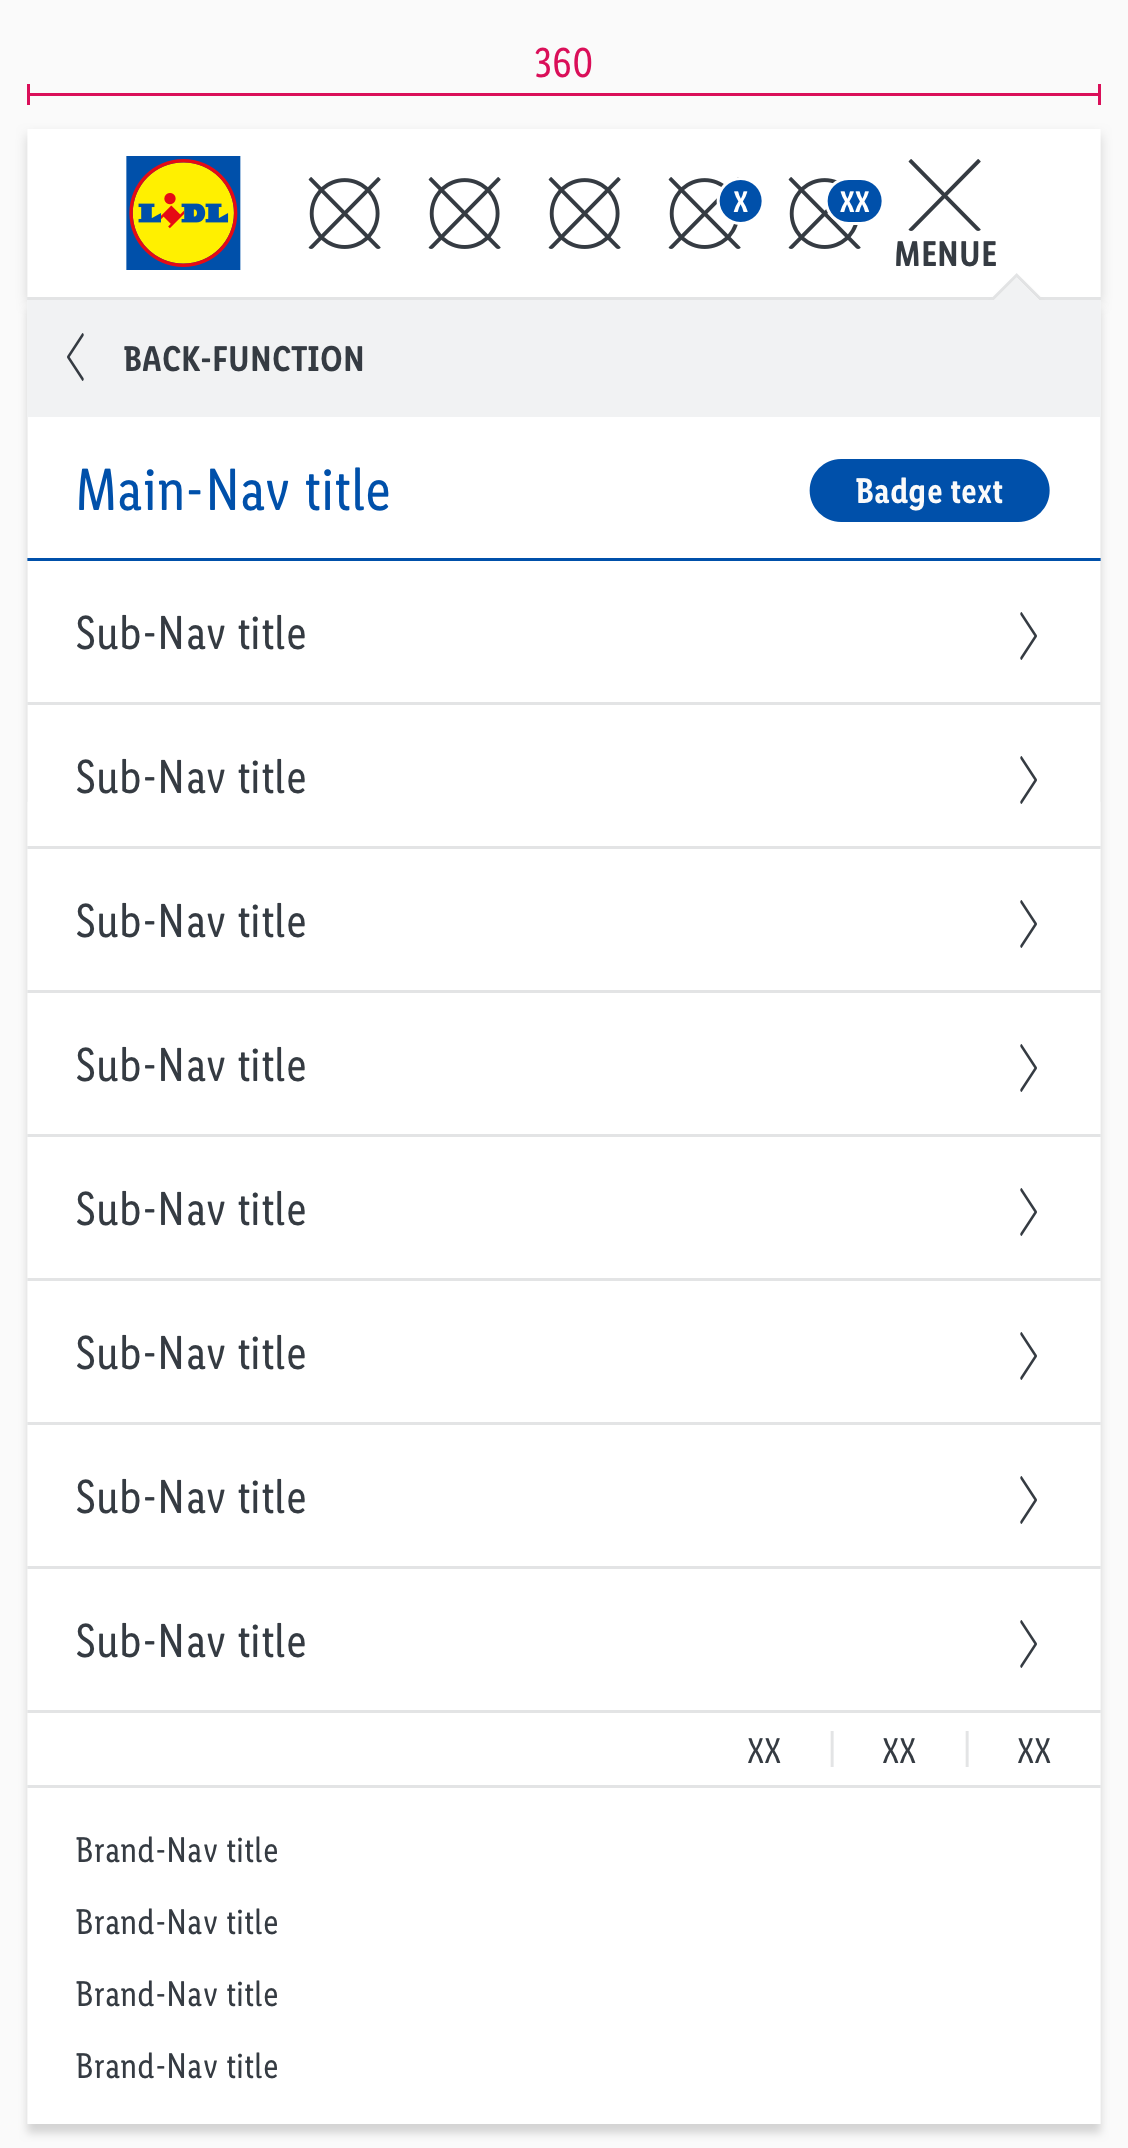 360
LIDL
X
XX
MENUE
BACK-FUNCTION
Main-Nav title
Badge text
Sub-Nav title
Sub-Nav title
Sub-Nav title
Sub-Nav title
Sub-Nav title
Sub-Nav title
Sub-Nav title
Sub-Nav title
XX | XX | XX
Brand-Nav title
Brand-Nav title
Brand-Nav title
Brand-Nav title